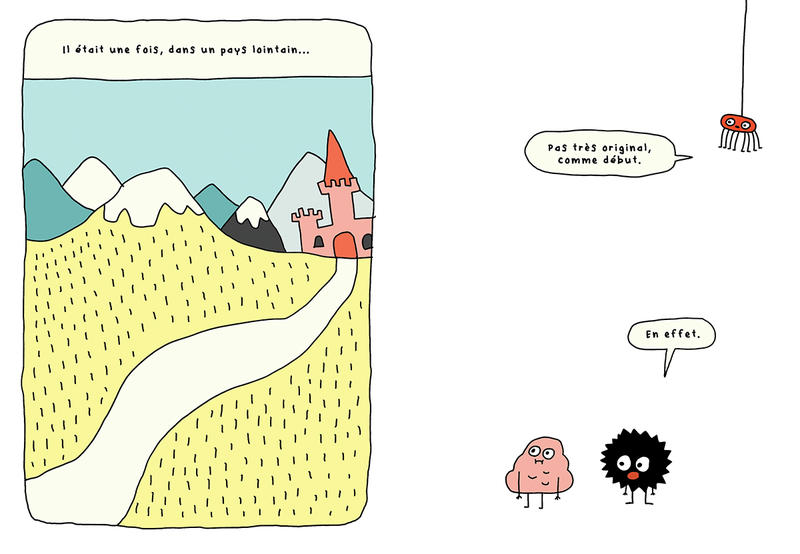 Il était une fois, dans un pays lointain...
Pas très original,
comme début.
En effet.